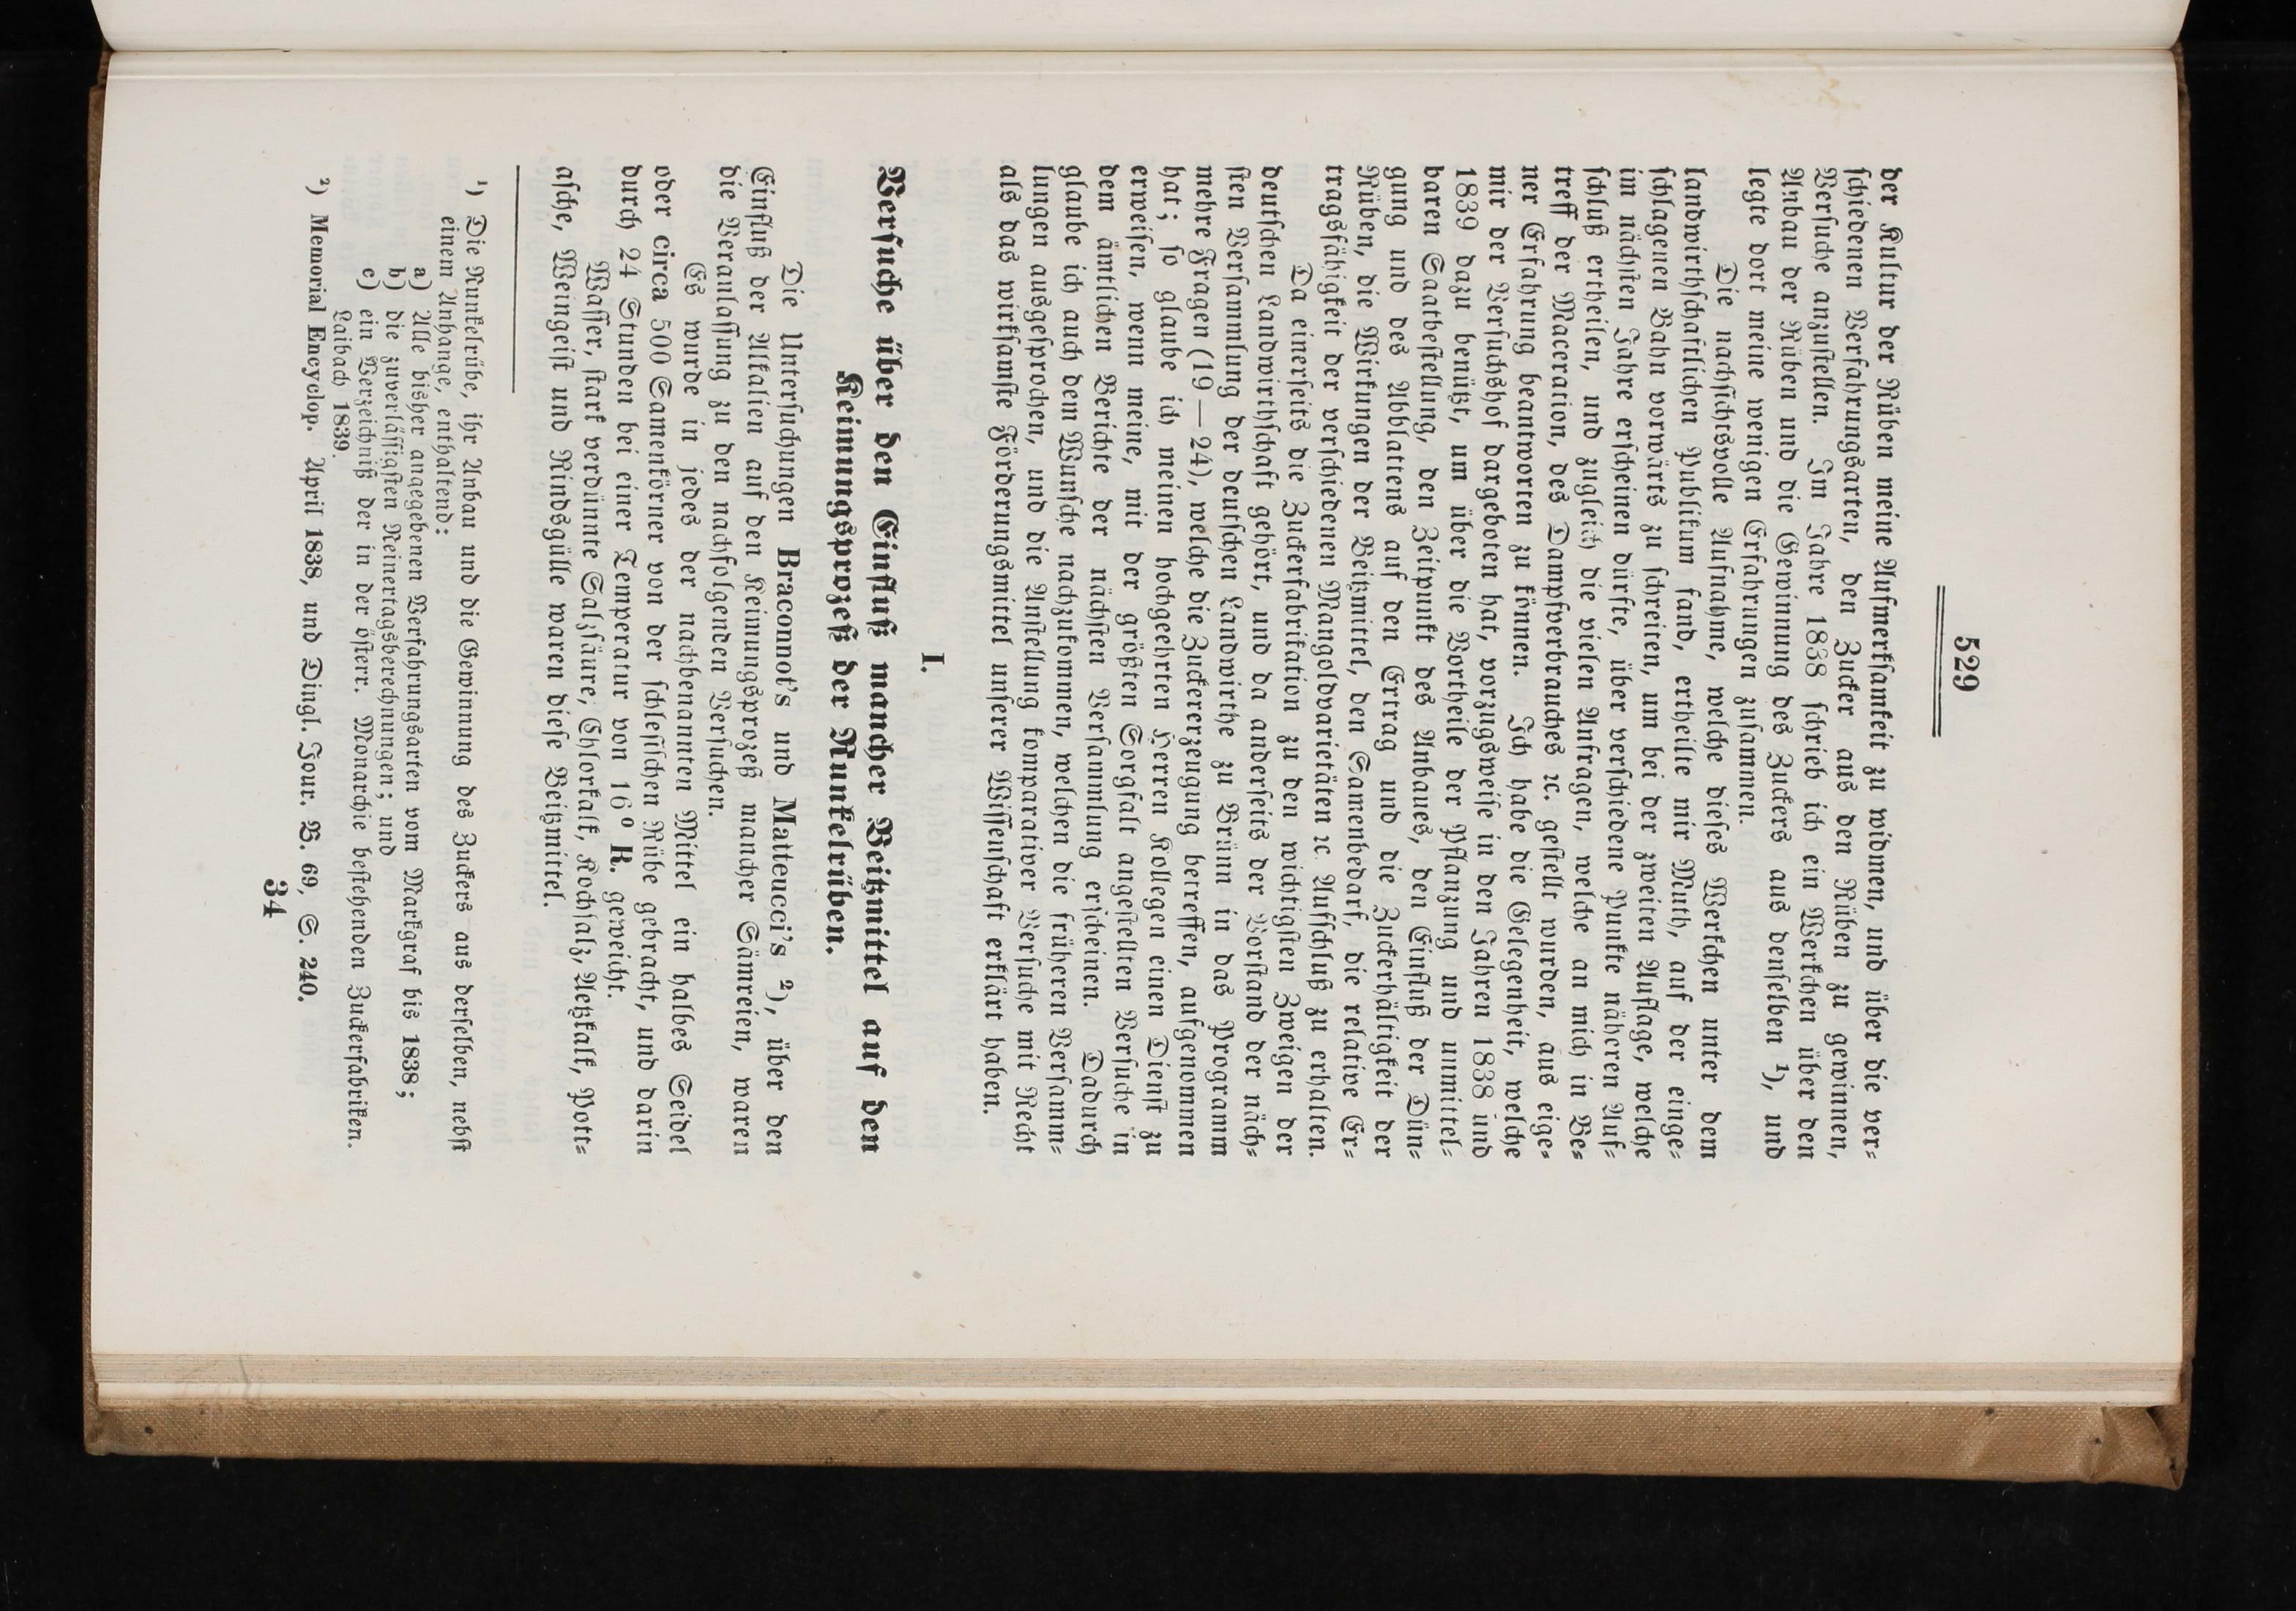 529
der Kultur der Rüben meine Aufmerkſamkeit zu widmen, und über die ver⸗
ſchiedenen Verfahrungsarten, den Zucker aus den Rüben zu gewinnen,
Verſuche anzuſtellen. Im Jahre 1838 ſchrieb ich ein Werkchen über den
Anbau der Rüben und die Gewinnung des Zuckers aus denſelben ¹), und
legte dort meine wenigen Erfahrungen zuſammen.
Die nachſichtsvolle Aufnahme, welche dieſes Werkchen unter dem
landwirthſchaftlichen Publikum fand, ertheilte mir Muth, auf der einge⸗
ſchlagenen Bahn vorwärts zu ſchreiten, um bei der zweiten Auflage, welche
im nächſten Jahre erſcheinen dürfte, über verſchiedene Punkte näheren Auf⸗
ſchluß ertheilen, und zugleich die vielen Anfragen, welche an mich in Be⸗
treff der Maceration, des Dampfverbrauches ꝛc. geſtellt wurden, aus eige⸗
ner Erfahrung beantworten zu können. Ich habe die Gelegenheit, welche
mir der Verſuchshof dargeboten hat, vorzugsweiſe in den Jahren 1838 und
1839 dazu benützt, um über die Vortheile der Pflanzung und unmittel⸗
baren Saatbeſtellung, den Zeitpunkt des Anbaues, den Einfluß der Dün⸗
gung und des Ablattens auf den Ertrag und die Zuckerhältigkeit der
Rüben, die Wirkungen der Beitzmittel, den Samenbedarf, die relative Er⸗
tragsfähigkeit der verſchiedenen Mangoldvarietäten ꝛc Aufſchluß zu erhalten.
Da einerſeits die Zuckerfabrikation zu den wichtigſten Zweigen der
deutſchen Landwirthſchaft gehört, und da anderſeits der Vorſtand der näch⸗
ſten Verſammlung der deutſchen Landwirthe zu Brünn in das Programm
mehre Fragen (19 — 24), welche die Zuckererzeugung betreffen, aufgenommen
hat; ſo glaube ich meinen hochgeehrten Herren Kollegen einen Dienſt zu
erweiſen, wenn meine, mit der größten Sorgfalt angeſtellten Verſuche in
dem ämtlichen Berichte der nächſten Verſammlung erſcheinen. Dadurch
glaube ich auch dem Wunſche nachzukommen, welchen die früheren Verſamm⸗
lungen ausgeſprochen, und die Anſtellung komparativer Verſuche mit Recht
als das wirkſamſte Förderungsmittel unſerer Wiſſenſchaft erklärt haben.
I.
Verſuche über den Einfluß mancher Beitzmittel auf den
Keimungsprozeß der Runkelrüben.
Die Unterſuchungen Braconnot's und Matteucci's ²), über den
Einfluß der Alkalien auf den Keimungsprozeß mancher Sämreien, waren
die Veranlaſſung zu den nachfolgenden Verſuchen.
Es wurde in jedes der nachbenannten Mittel ein halbes Seidel
oder circa 500 Samenkörner von der ſchleſiſchen Rübe gebracht, und darin
durch 24 Stunden bei einer Temperatur von 16° R. geweicht.
Waſſer, ſtark verdünnte Salzſäure, Chlorkalk, Kochſalz, Aetzkalk, Pott⸗
aſche, Weingeiſt und Rindsgülle waren dieſe Beitzmittel.
¹) Die Runkelrübe, ihr Anbau und die Gewinnung des Zuckers aus derſelben, nebſt
einem Anhange, enthaltend:
a) Alle bisher angegebenen Verfahrungsarten vom Markgraf bis 1838;
b) die zuverläſſigſten Reinertagsberechnungen; und
c) ein Verzeichniß der in der öſterr. Monarchie beſtehenden Zuckerfabriken.
Laibach 1839.
²) Memorial Encyclop. April 1838, und Dingl. Jour. B. 69, S. 240.
34